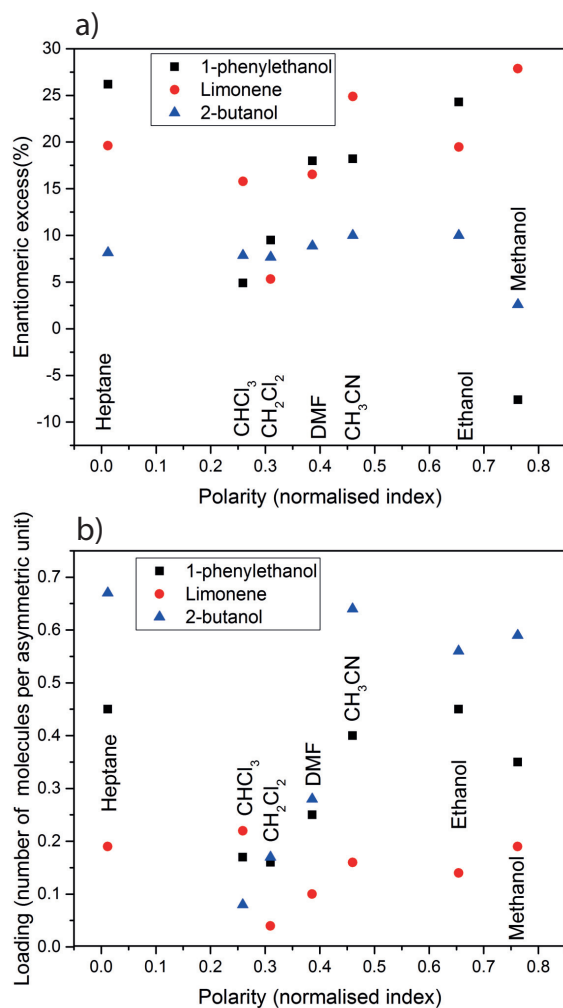 a)
30
25
20
15
10
5
0
-5
-10
Enantiomeric excess(%)
1-phenylethanol
Limonene
2-butanol
Heptane
CHCl₃
CH₂Cl₂
DMF
CH₃CN
Ethanol
Methanol
0.0 0.1 0.2 0.3 0.4 0.5 0.6 0.7 0.8
Polarity (normalised index)
b)
0.7
0.6
0.5
0.4
0.3
0.2
0.1
0.0
Loading (number of molecules per asymmetric unit)
1-phenylethanol
Limonene
2-butanol
Heptane
CHCl₃
CH₂Cl₂
DMF
CH₃CN
Ethanol
Methanol
0.0 0.1 0.2 0.3 0.4 0.5 0.6 0.7 0.8
Polarity (normalised index)